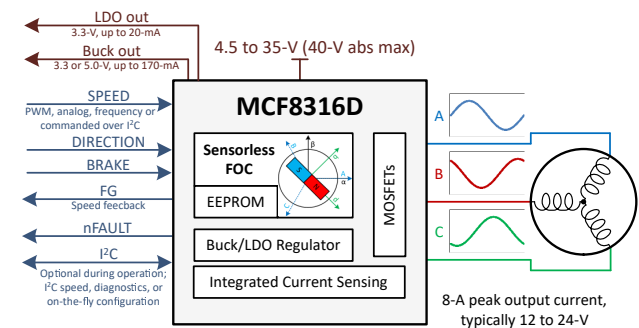 LDO out
3.3-V, up to 20-mA
Buck out
3.3 or 5.0-V, up to 170-mA
4.5 to 35-V (40-V abs max)
SPEED
PWM, analog, frequency or
commanded over I²C
DIRECTION
BRAKE
FG
Speed feecback
nFAULT
I²C
Optional during operation;
I²C speed, diagnostics, or
on-the-fly configuration
MCF8316D
Sensorless
FOC
EEPROM
β
B
a
S
N
A
α
C
b
MOSFETs
Buck/LDO Regulator
Integrated Current Sensing
A
B
C
8-A peak output current,
typically 12 to 24-V